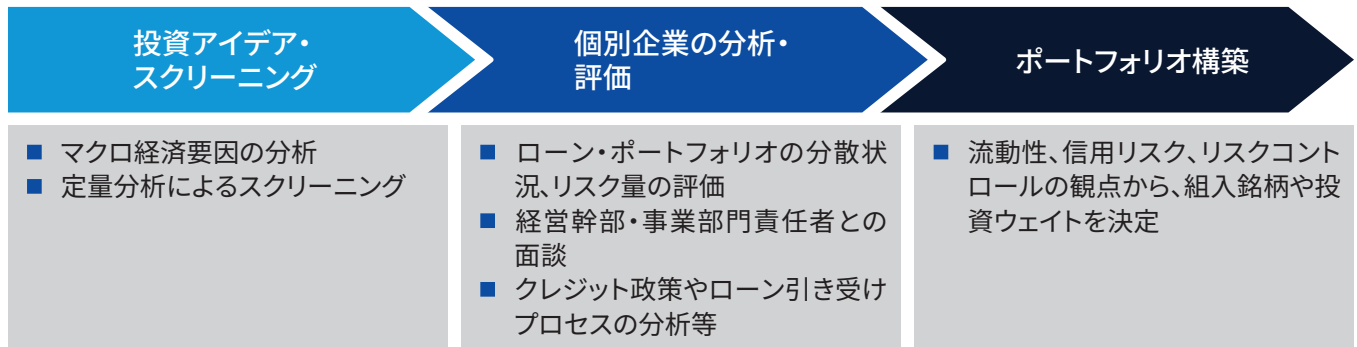 投資アイデア・
スクリーニング
個別企業の分析・
評価
ポートフォリオ構築
■ マクロ経済要因の分析
■ 定量分析によるスクリーニング
■ ローン・ポートフォリオの分散状
況、リスク量の評価
■ 経営幹部・事業部門責任者との
面談
■ クレジット政策やローン引き受け
プロセスの分析等
■ 流動性、信用リスク、リスクコント
ロールの観点から、組入銘柄や投
資ウェイトを決定